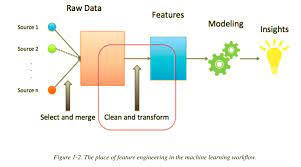 Raw Data
Features
Modeling
Insights
Source 1
Source 2
Source n
Select and merge
Clean and transform
Figure 1-2. The place of feature engineering in the machine learning workflow.